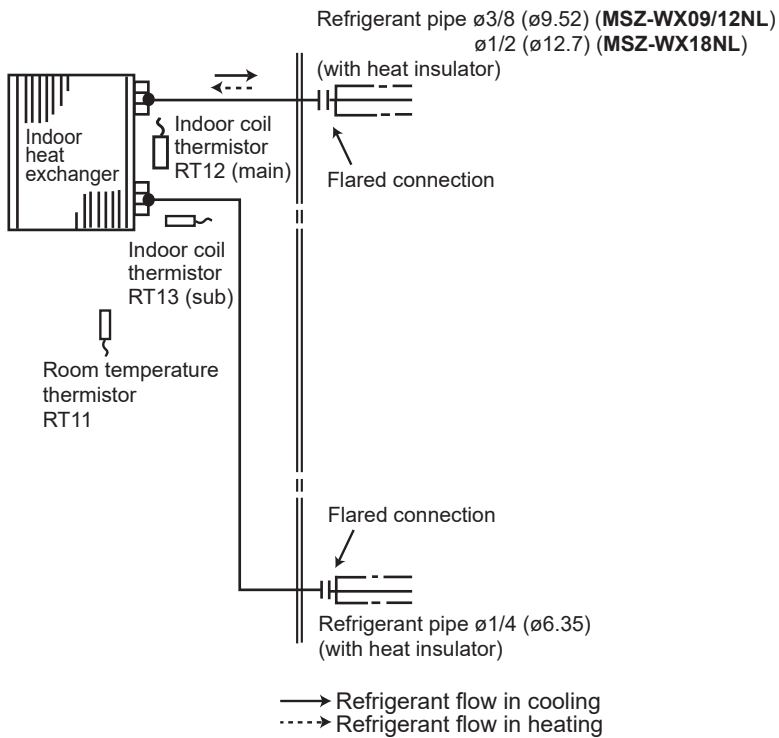 Refrigerant pipe ø3/8 (ø9.52) (MSZ-WX09/12NL)
ø1/2 (ø12.7) (MSZ-WX18NL)
(with heat insulator)
Indoor
heat
exchanger
Indoor coil
thermistor
RT12 (main)
Flared connection
Indoor coil
thermistor
RT13 (sub)
Room temperature
thermistor
RT11
Flared connection
Refrigerant pipe ø1/4 (ø6.35)
(with heat insulator)
Refrigerant flow in cooling
Refrigerant flow in heating